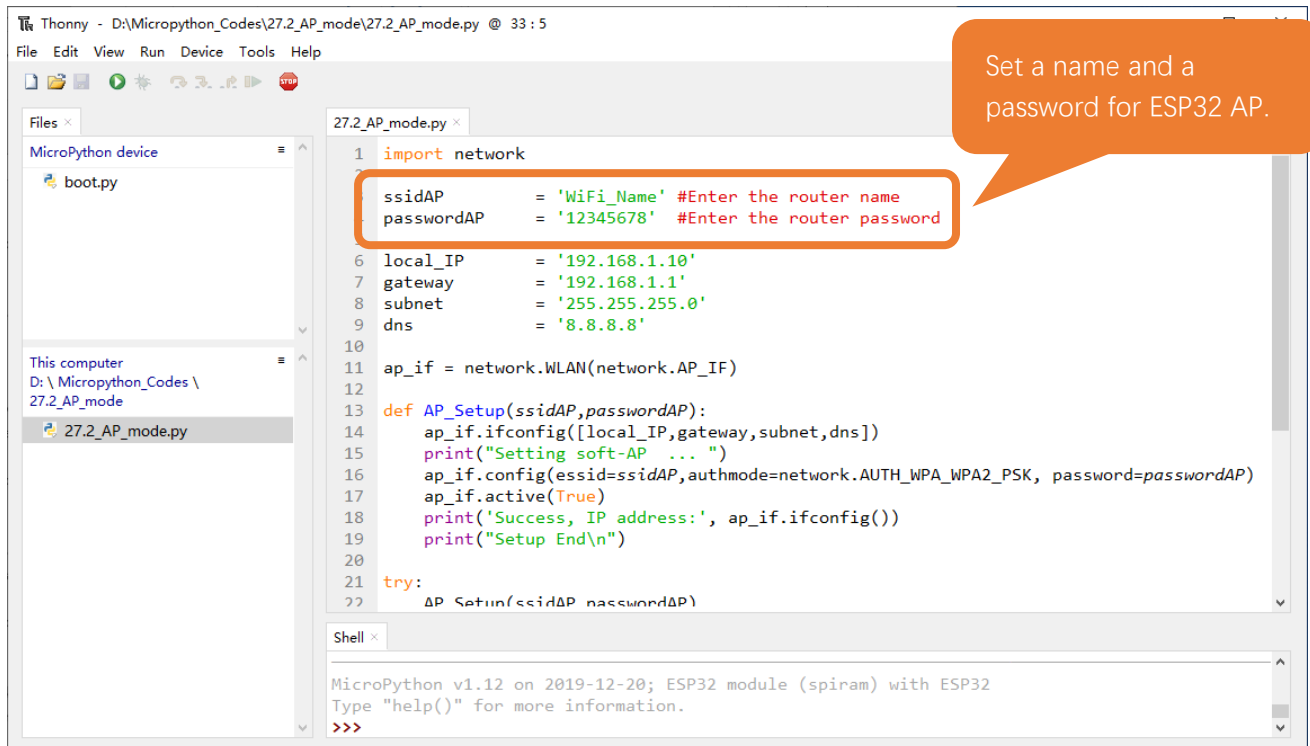 Thonny - D:\Micropython_Codes\27.2_AP_mode\27.2_AP_mode.py @ 33:5
File Edit View Run Device Tools Help
STOP
Set a name and a
password for ESP32 AP.
Files
MicroPython device
boot.py
This computer
D: \ Micropython_Codes \
27.2_AP_mode
27.2_AP_mode.py
27.2_AP_mode.py
1 import network
ssidAP = 'WiFi_Name' #Enter the router name
passwordAP = '12345678' #Enter the router password
6 local_IP = '192.168.1.10'
7 gateway = '192.168.1.1'
8 subnet = '255.255.255.0'
9 dns = '8.8.8.8'
10
11 ap_if = network.WLAN(network.AP_IF)
12
13 def AP_Setup(ssidAP,passwordAP):
14 ap_if.ifconfig([local_IP,gateway,subnet,dns])
15 print("Setting soft-AP ... ")
16 ap_if.config(essid=ssidAP,authmode=network.AUTH_WPA_WPA2_PSK, password=passwordAP)
17 ap_if.active(True)
18 print('Success, IP address:', ap_if.ifconfig())
19 print("Setup End\n")
20
21 try:
22 AP_Setup(ssidAP,passwordAP)
Shell
MicroPython v1.12 on 2019-12-20; ESP32 module (spiram) with ESP32
Type "help()" for more information.
>>>